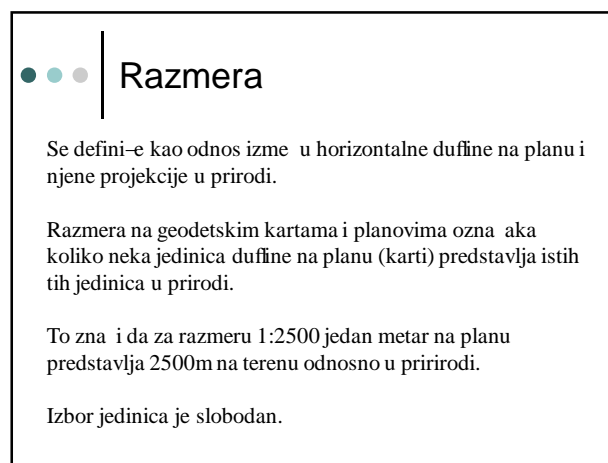 Razmera
Se defini–e kao odnos izme u horizontalne dufline na planu i
njene projekcije u prirodi.
Razmera na geodetskim kartama i planovima ozna aka
koliko neka jedinica dufline na planu (karti) predstavlja istih
tih jedinica u prirodi.
To zna i da za razmeru 1:2500 jedan metar na planu
predstavlja 2500m na terenu odnosno u pririrodi.
Izbor jedinica je slobodan.